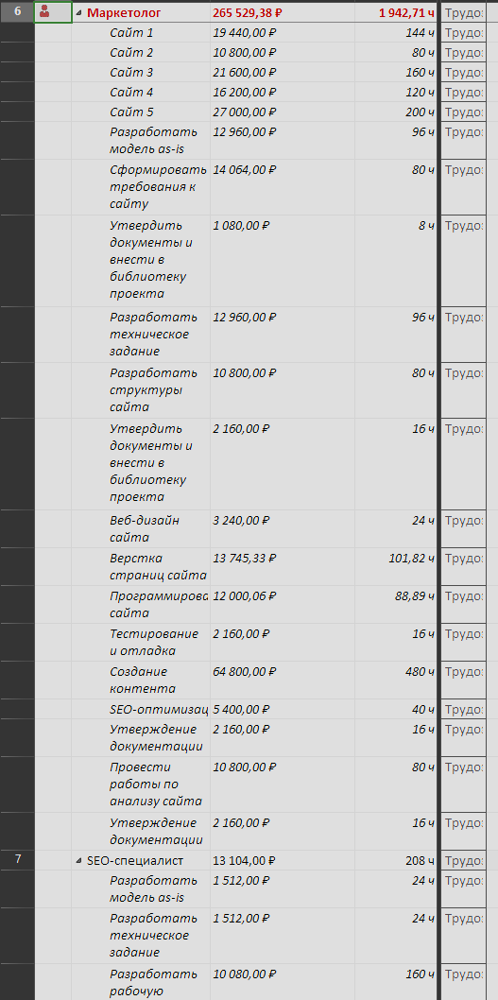 6 Маркетолог 265 529,38 ₽ 1 942,71 ч Трудо:
Сайт 1 19 440,00 ₽ 144 ч Трудо:
Сайт 2 10 800,00 ₽ 80 ч Трудо:
Сайт 3 21 600,00 ₽ 160 ч Трудо:
Сайт 4 16 200,00 ₽ 120 ч Трудо:
Сайт 5 27 000,00 ₽ 200 ч Трудо:
Разработать 12 960,00 ₽ 96 ч Трудо:
модель as-is
Сформировать 14 064,00 ₽ 80 ч Трудо:
требования к
сайту
Утвердить 1 080,00 ₽ 8 ч Трудо:
документы и
внести в
библиотеку
проекта
Разработать 12 960,00 ₽ 96 ч Трудо:
техническое
задание
Разработать 10 800,00 ₽ 80 ч Трудо:
структуры
сайта
Утвердить 2 160,00 ₽ 16 ч Трудо:
документы и
внести в
библиотеку
проекта
Веб-дизайн 3 240,00 ₽ 24 ч Трудо:
сайта
Верстка 13 745,33 ₽ 101,82 ч Трудо:
страниц сайта
Программирова 12 000,06 ₽ 88,89 ч Трудо:
сайта
Тестирование 2 160,00 ₽ 16 ч Трудо:
и отладка
Создание 64 800,00 ₽ 480 ч Трудо:
контента
SEO-оптимизац 5 400,00 ₽ 40 ч Трудо:
Утверждение 2 160,00 ₽ 16 ч Трудо:
документации
Провести 10 800,00 ₽ 80 ч Трудо:
работы по
анализу сайта
Утверждение 2 160,00 ₽ 16 ч Трудо:
документации
7 SEO-специалист 13 104,00 ₽ 208 ч Трудо:
Разработать 1 512,00 ₽ 24 ч Трудо:
модель as-is
Разработать 1 512,00 ₽ 24 ч Трудо:
техническое
задание
Разработать 10 080,00 ₽ 160 ч Трудо:
рабочую